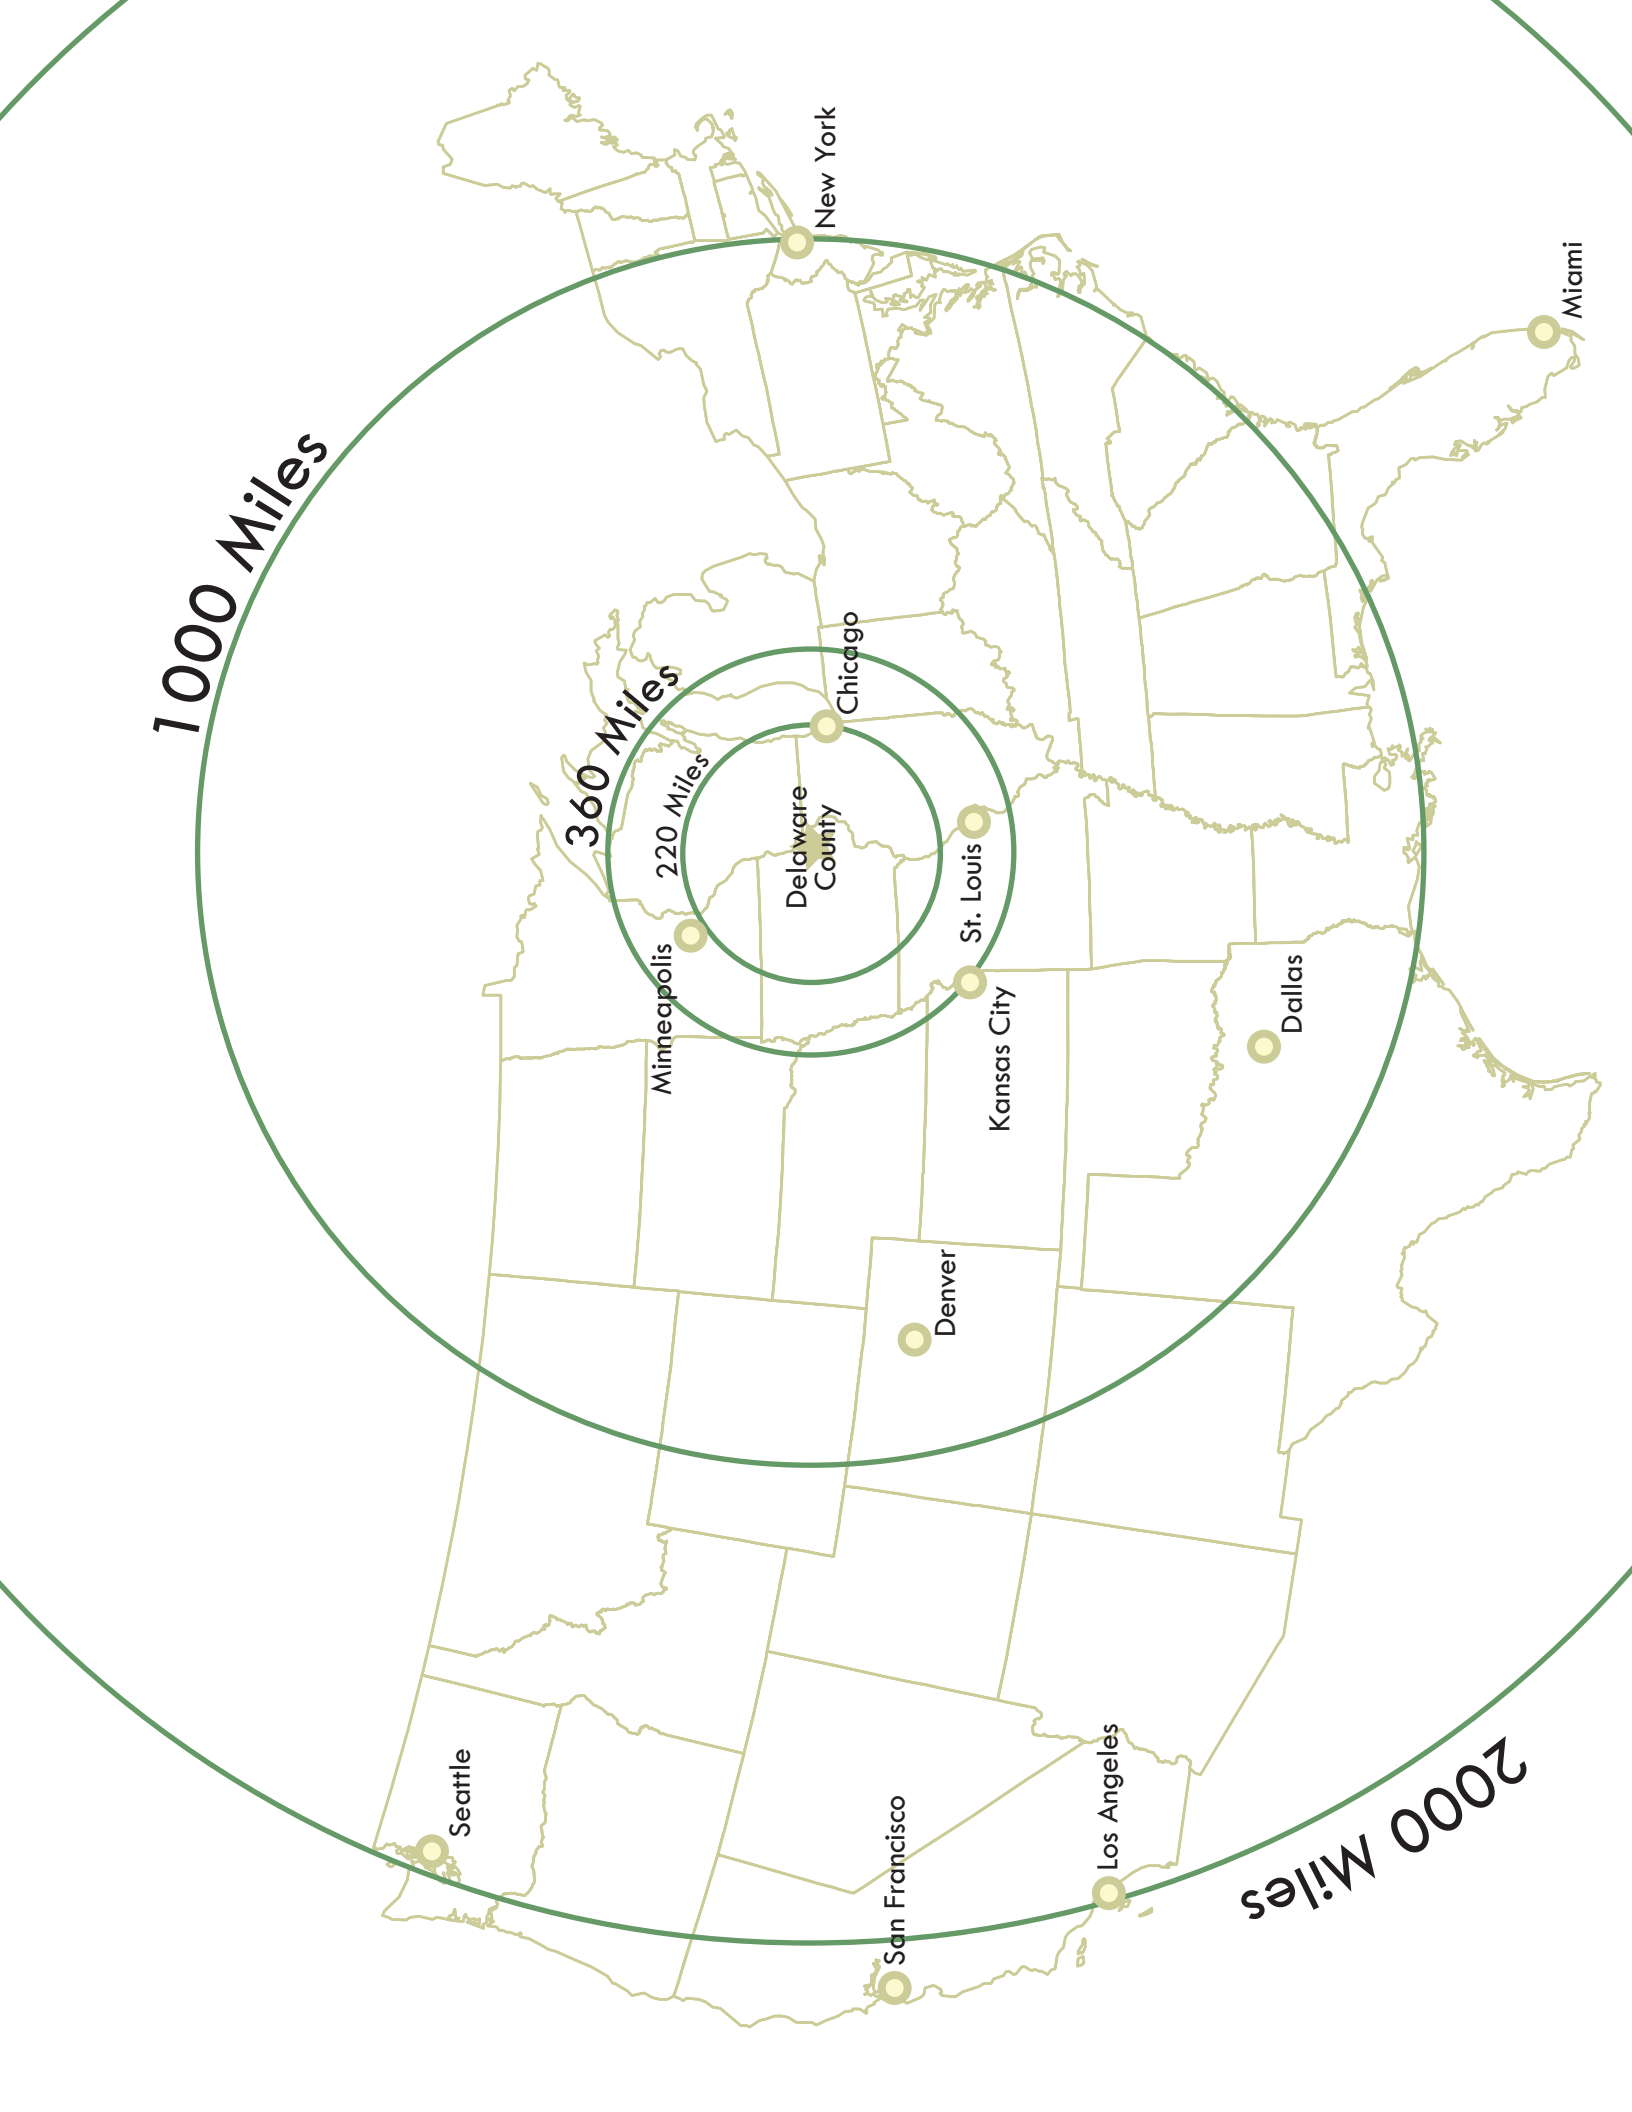 Seattle
San Francisco
Los Angeles
Denver
Minneapolis
Kansas City
Dallas
Delaware
County
St. Louis
Chicago
New York
Miami
220 Miles
360 Miles
1000 Miles
2000 Miles